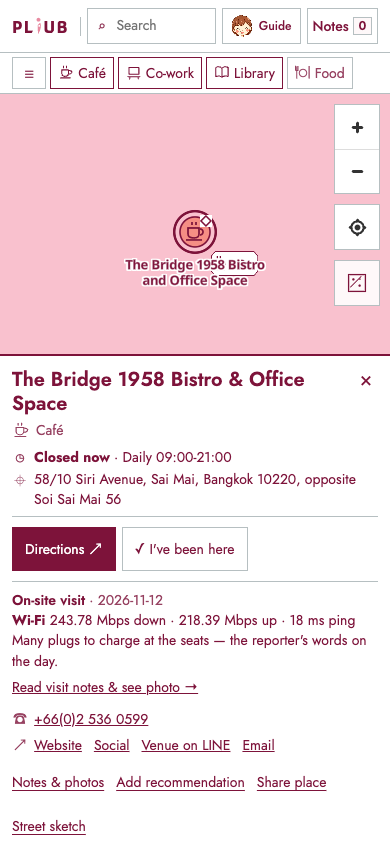 PLiUB
Search
Guide
Notes 0
Café
Co-work
Library
Food
The Bridge 1958 Bistro
and Office Space
The Bridge 1958 Bistro & Office
Space
Café
Closed now · Daily 09:00-21:00
58/10 Siri Avenue, Sai Mai, Bangkok 10220, opposite
Soi Sai Mai 56
Directions ↗
✓ I've been here
On-site visit · 2026-11-12
Wi-Fi 243.78 Mbps down · 218.39 Mbps up · 18 ms ping
Many plugs to charge at the seats — the reporter's words on
the day.
Read visit notes & see photo →
+66(0)2 536 0599
Website Social Venue on LINE Email
Notes & photos Add recommendation Share place
Street sketch